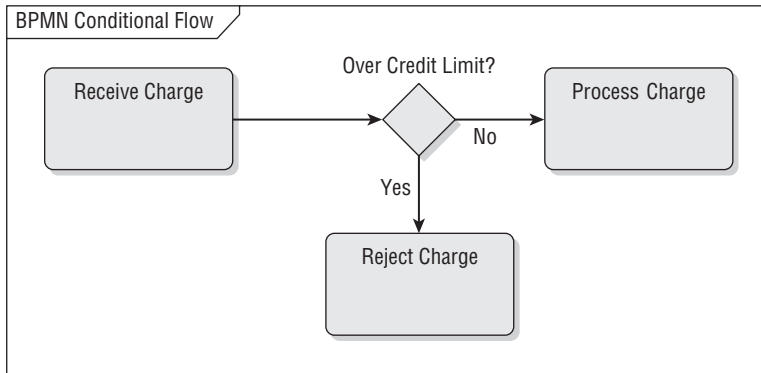 BPMN Conditional Flow
Over Credit Limit?
Receive Charge
Process Charge
No
Yes
Reject Charge